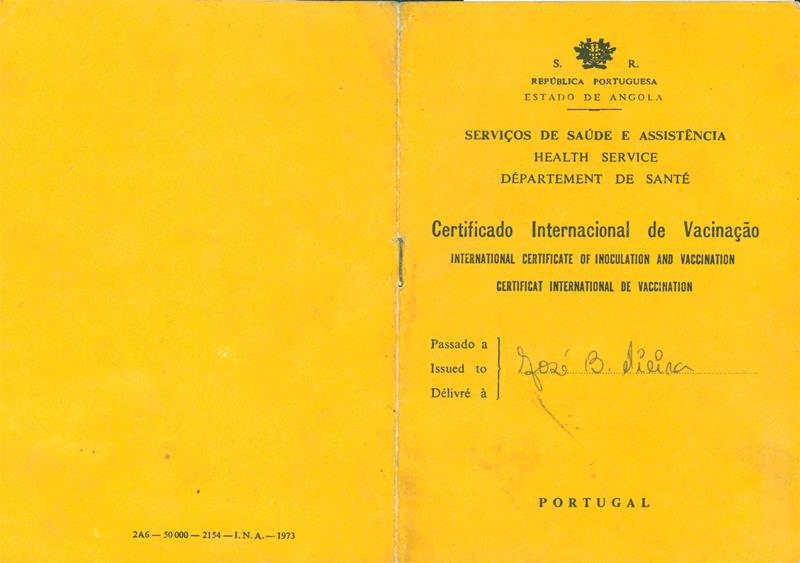 S. R.
REPÚBLICA PORTUGUESA
ESTADO DE ANGOLA
SERVIÇOS DE SAÚDE E ASSISTÊNCIA
HEALTH SERVICE
DÉPARTEMENT DE SANTÉ
Certificado Internacional de Vacinação
INTERNATIONAL CERTIFICATE OF INOCULATION AND VACCINATION
CERTIFICAT INTERNATIONAL DE VACCINATION
Passado a
Issued to José B. Vieira
Délivré à
PORTUGAL
2A6 — 50 000 — 2154 — I. N. A. — 1973